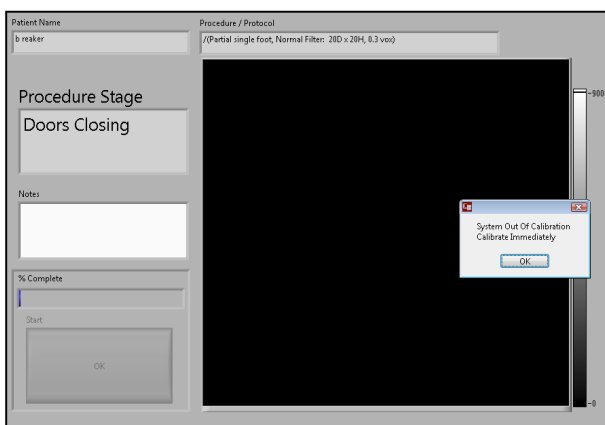 Patient Name
b reaker
Procedure / Protocol
/(Partial single foot, Normal Filter: 20D x 20H, 0.3 vox)
Procedure Stage
Doors Closing
Notes
% Complete
Start
OK
-900
-0
System Out Of Calibration
Calibrate Immediately
OK